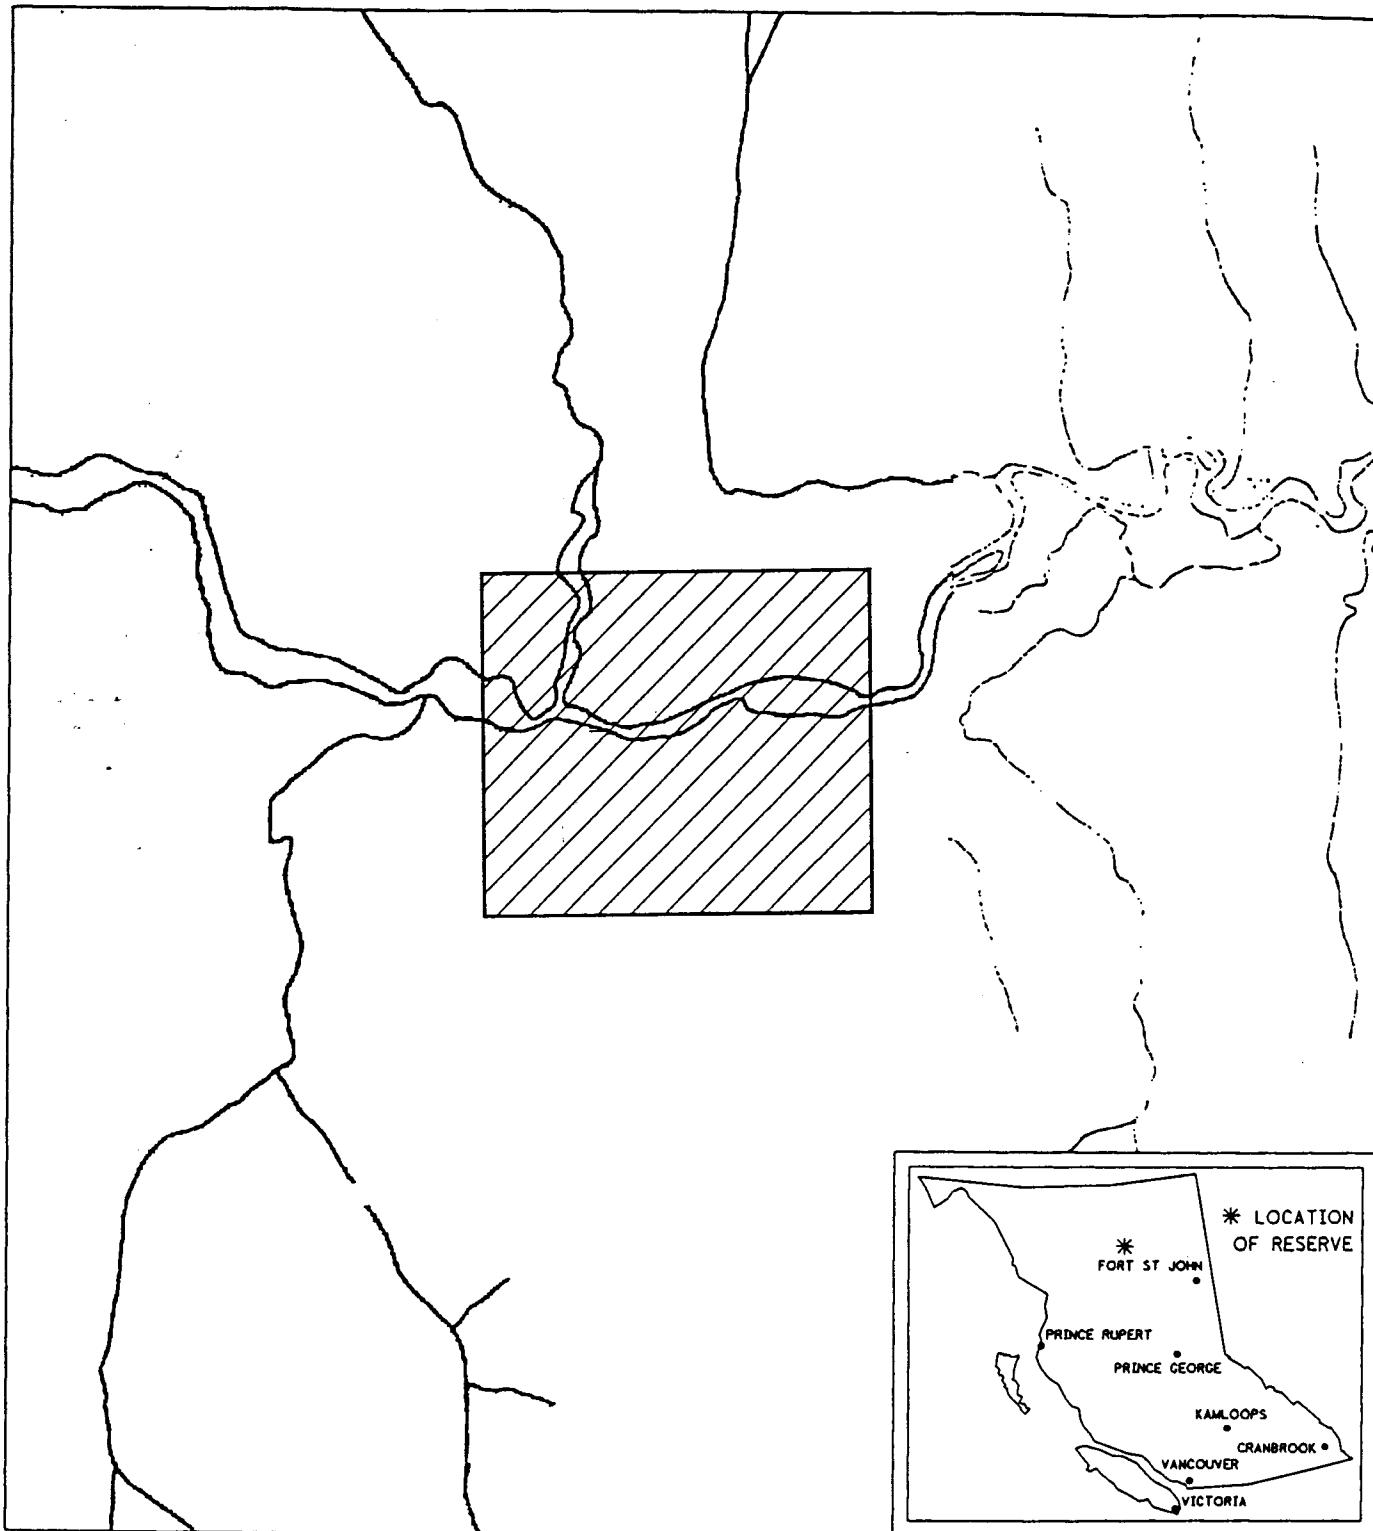 * LOCATION
OF RESERVE
FORT ST JOHN
PRINCE RUPERT
PRINCE GEORGE
KAMLOOPS
CRANBROOK
VANCOUVER
VICTORIA